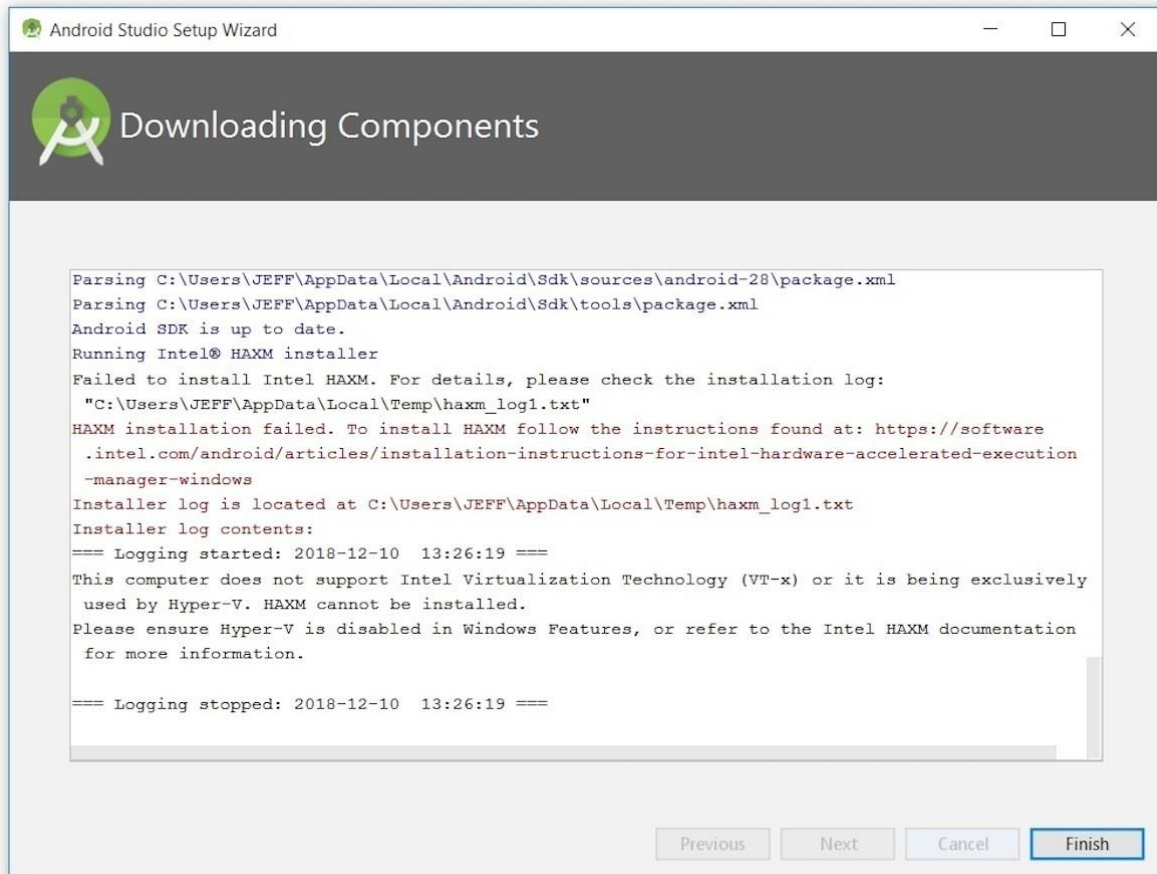 Android Studio Setup Wizard
Downloading Components
Parsing C:\Users\JEFF\AppData\Local\Android\Sdk\sources\android-28\package.xml
Parsing C:\Users\JEFF\AppData\Local\Android\Sdk\tools\package.xml
Android SDK is up to date.
Running Intel® HAXM installer
Failed to install Intel HAXM. For details, please check the installation log:
"C:\Users\JEFF\AppData\Local\Temp\haxm_log1.txt"
HAXM installation failed. To install HAXM follow the instructions found at: https://software
.intel.com/android/articles/installation-instructions-for-intel-hardware-accelerated-execution
-manager-windows
Installer log is located at C:\Users\JEFF\AppData\Local\Temp\haxm_log1.txt
Installer log contents:
=== Logging started: 2018-12-10  13:26:19 ===
This computer does not support Intel Virtualization Technology (VT-x) or it is being exclusively
used by Hyper-V. HAXM cannot be installed.
Please ensure Hyper-V is disabled in Windows Features, or refer to the Intel HAXM documentation
for more information.
=== Logging stopped: 2018-12-10  13:26:19 ===
Previous Next Cancel Finish